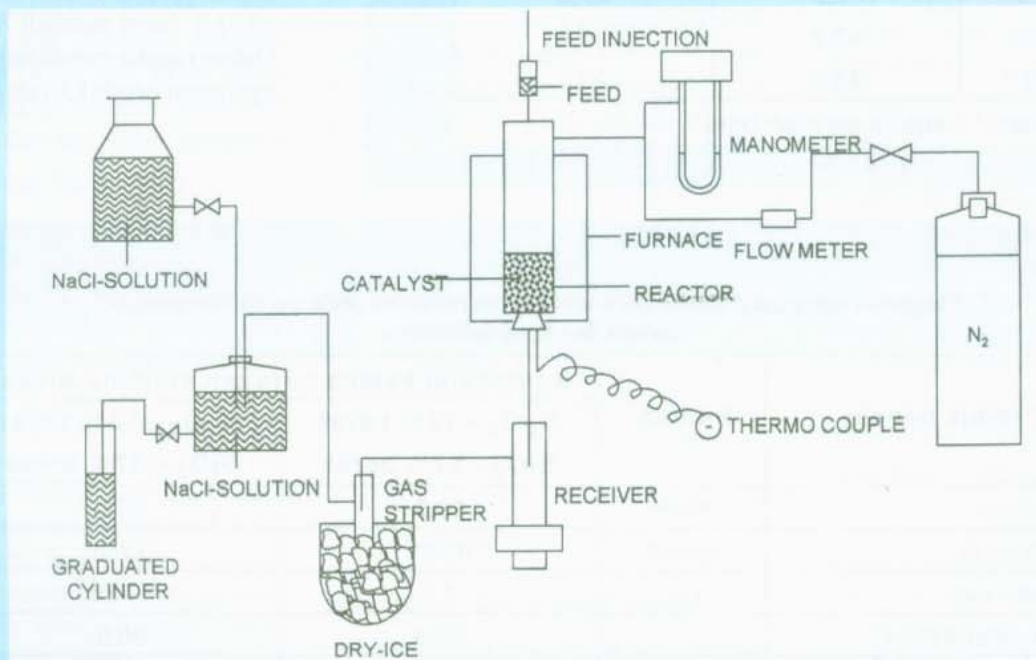 FEED INJECTION
FEED
MANOMETER
FLOW METER
FURNACE
NaCl-SOLUTION
CATALYST
REACTOR
N₂
THERMO COUPLE
NaCl-SOLUTION
GAS
STRIPPER
RECEIVER
GRADUATED
CYLINDER
DRY-ICE